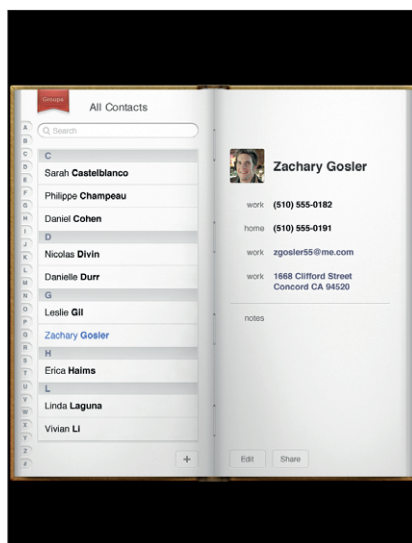 Groups
All Contacts
Search
A
B
C
D
E
F
G
H
I
J
K
L
M
N
O
P
Q
R
S
T
U
V
W
X
Y
Z
#
C
Sarah Castelblanco
Philippe Champeau
Daniel Cohen
D
Nicolas Divin
Danielle Durr
G
Leslie Gil
Zachary Gosler
H
Erica Haims
L
Linda Laguna
Vivian Li
+
Zachary Gosler
work (510) 555-0182
home (510) 555-0191
work zgosler55@me.com
work 1668 Clifford Street
Concord CA 94520
notes
Edit Share